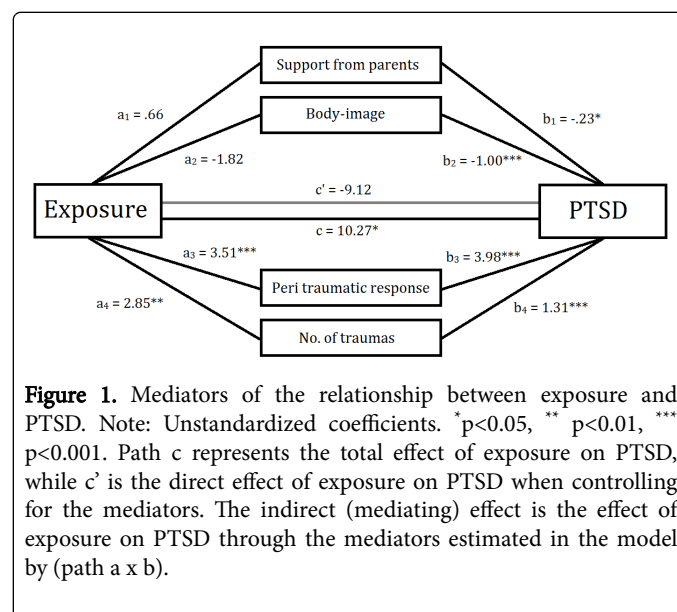 Support from parents
a₁ = .66
Body-image
b₁ = -.23*
a₂ = -1.82
b₂ = -1.00***
c' = -9.12
Exposure
PTSD
c = 10.27*
a₃ = 3.51***
b₃ = 3.98***
Peri traumatic response
a₄ = 2.85**
b₄ = 1.31***
No. of traumas
Figure 1. Mediators of the relationship between exposure and
PTSD. Note: Unstandardized coefficients. *p<0.05, ** p<0.01, ***
p<0.001. Path c represents the total effect of exposure on PTSD,
while c’ is the direct effect of exposure on PTSD when controlling
for the mediators. The indirect (mediating) effect is the effect of
exposure on PTSD through the mediators estimated in the model
by (path a x b).